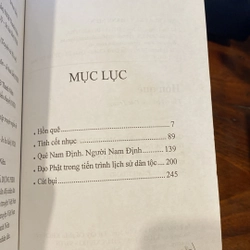 MỤC LỤC
• Hồn quê 7
• Tình cốt nhục 89
• Quê Nam Định. Người Nam Định 139
• Đạo Phật trong tiến trình lịch sử dân tộc 200
• Cát bụi 245